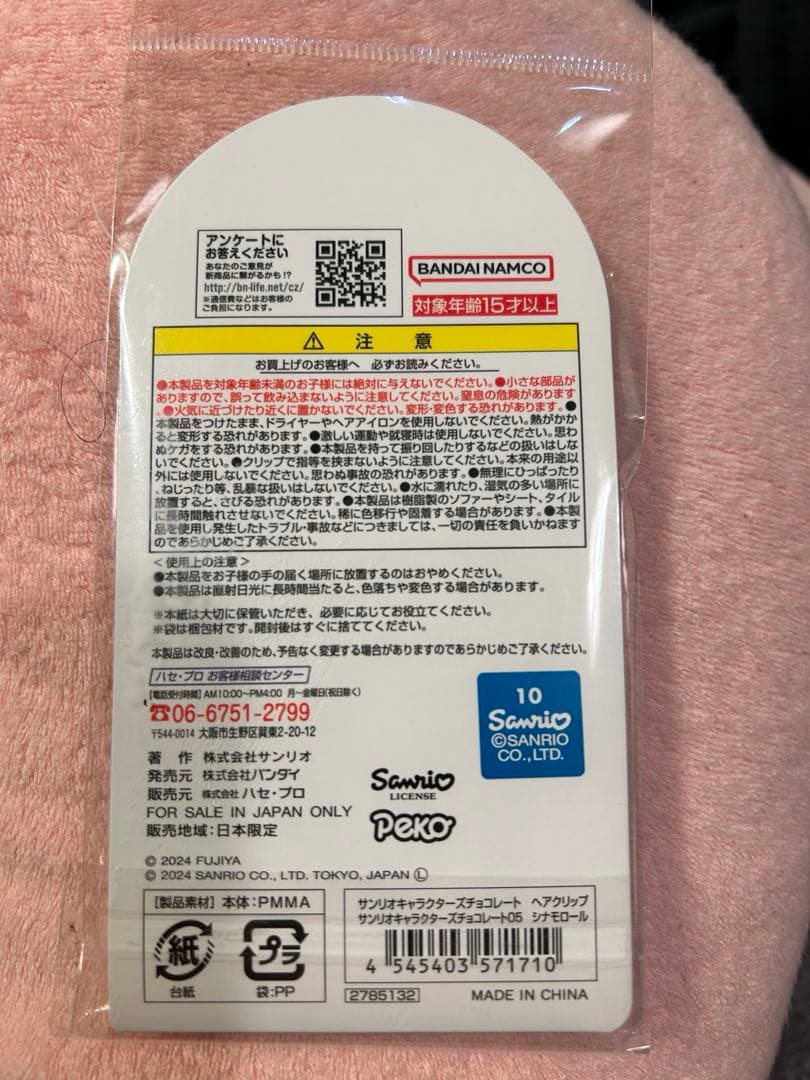 アンケートに
お答えください
あなたのご意見が
新商品に繋がるかも!?
http://bn-life.net/cz/
※通信費などはお客様の
ご負担になります。
BANDAI NAMCO
対象年齢15才以上
注意
お買上げのお客様へ 必ずお読みください。
●本製品を対象年齢未満のお子様には絶対に与えないでください。●小さな部品が
ありますので、誤って飲み込まないように注意してください。窒息の危険があります
。●火気に近づけたり近くに置かないでください。変形・変色する恐れがあります。●
本製品をつけたまま、ドライヤーやヘアアイロンを使用しないでください。熱がかか
ると変形する恐れがあります。●激しい運動や就寝時は使用しないでください。思わ
ぬケガをする恐れがあります。●本製品を持って振り回したりするなどの扱いはしな
いでください。●クリップで指等を挟まないように注意してください。本来の用途以
外には使用しないでください。思わぬ事故の恐れがあります。●無理にひっぱったり
、ねじったり等、乱暴な扱いはしないでください。●水に濡れたり、湿気の多い場所に
放置すると、さびる恐れがあります。●本製品は樹脂製のソファーやシート、タイル
に長時間触れさせないでください。稀に色移行や固着する場合があります。●本製
品を使用し発生したトラブル・事故などにつきましては、一切の責任を負いかねます
のであらかじめご了承ください。
<使用上の注意>
●本製品をお子様の手の届く場所に放置するのはおやめください。
●本製品は直射日光に長時間当たると、色落ちや変色する場合があります。
※本紙は大切に保管いただき、必要に応じてお役立てください。
※袋は梱包材です。開封後はすぐに捨ててください。
本製品は改良・改善のため、予告なく変更する場合がありますのであらかじめご了承ください。
ハセ・プロ お客様相談センター
【電話受付時間】AM10:00〜PM4:00 月〜金曜日(祝日除く)
☎06-6751-2799
〒544-0014 大阪市生野区巽東2-20-12
10
Sanrio
©SANRIO
CO.,LTD.
著作 株式会社サンリオ
発売元 株式会社バンダイ
販売元 株式会社ハセ・プロ
FOR SALE IN JAPAN ONLY
販売地域:日本限定
Sanrio
LICENSE
PEKO
© 2024 FUJIYA
© 2024 SANRIO CO., LTD. TOKYO, JAPAN Ⓛ
[製品素材] 本体:PMMA
紙
台紙
プラ
袋:PP
サンリオキャラクターズチョコレート ヘアクリップ
サンリオキャラクターズチョコレート05 シナモロール
4 545403 571710
2785132
MADE IN CHINA